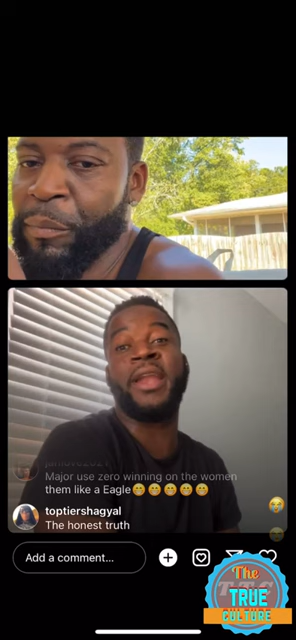 Major use zero winning on the women
them like a Eagle😁😁😁😁😁
toptiershagyal
The honest truth
Add a comment...
The
TTC
TRUE
CULTURE